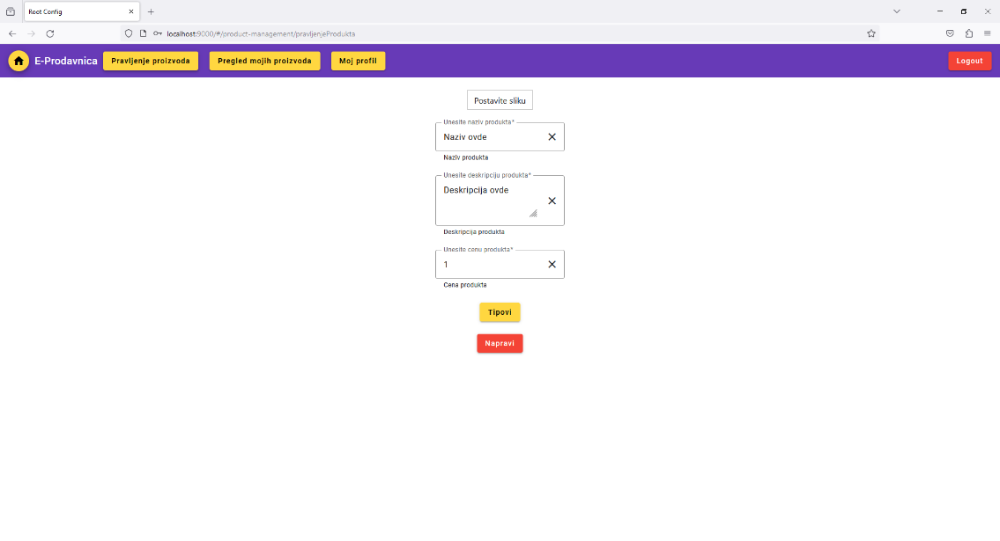 Root Config
localhost:9000/#/product-management/pravljenjeProdukta
E-Prodavnica
Pravljenje proizvoda
Pregled mojih proizvoda
Moj profil
Logout
Postavite sliku
Unesite naziv produkta*
Naziv ovde
Naziv produkta
Unesite deskripciju produkta*
Deskripcija ovde
Deskripcija produkta
Unesite cenu produkta*
1
Cena produkta
Tipovi
Napravi